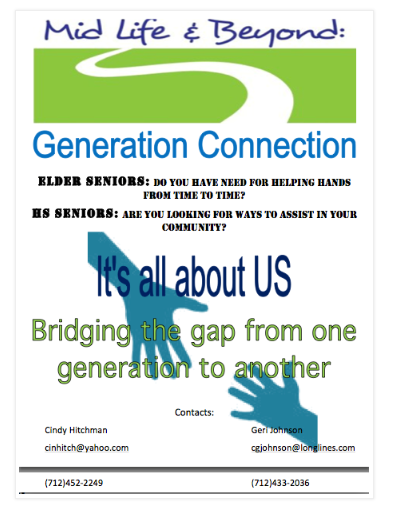 Mid Life & Beyond:
Generation Connection
ELDER SENIORS: DO YOU HAVE NEED FOR HELPING HANDS
FROM TIME TO TIME?
HS SENIORS: ARE YOU LOOKING FOR WAYS TO ASSIST IN YOUR
COMMUNITY?
It's all about US
Bridging the gap from one
generation to another
Contacts:
Cindy Hitchman Geri Johnson
cinhitch@yahoo.com cgjohnson@longlines.com
(712)452-2249 (712)433-2036